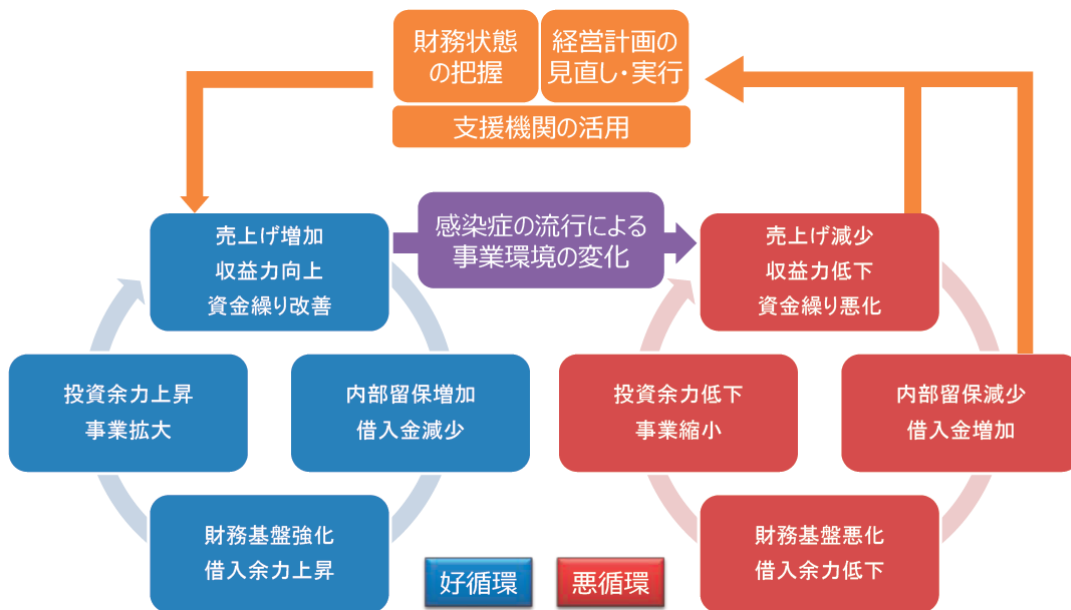 財務状態
の把握
経営計画の
見直し・実行
支援機関の活用
感染症の流行による
事業環境の変化
売上げ増加
収益力向上
資金繰り改善
内部留保増加
借入金減少
財務基盤強化
借入余力上昇
投資余力上昇
事業拡大
売上げ減少
収益力低下
資金繰り悪化
内部留保減少
借入金増加
財務基盤悪化
借入余力低下
投資余力低下
事業縮小
好循環
悪循環